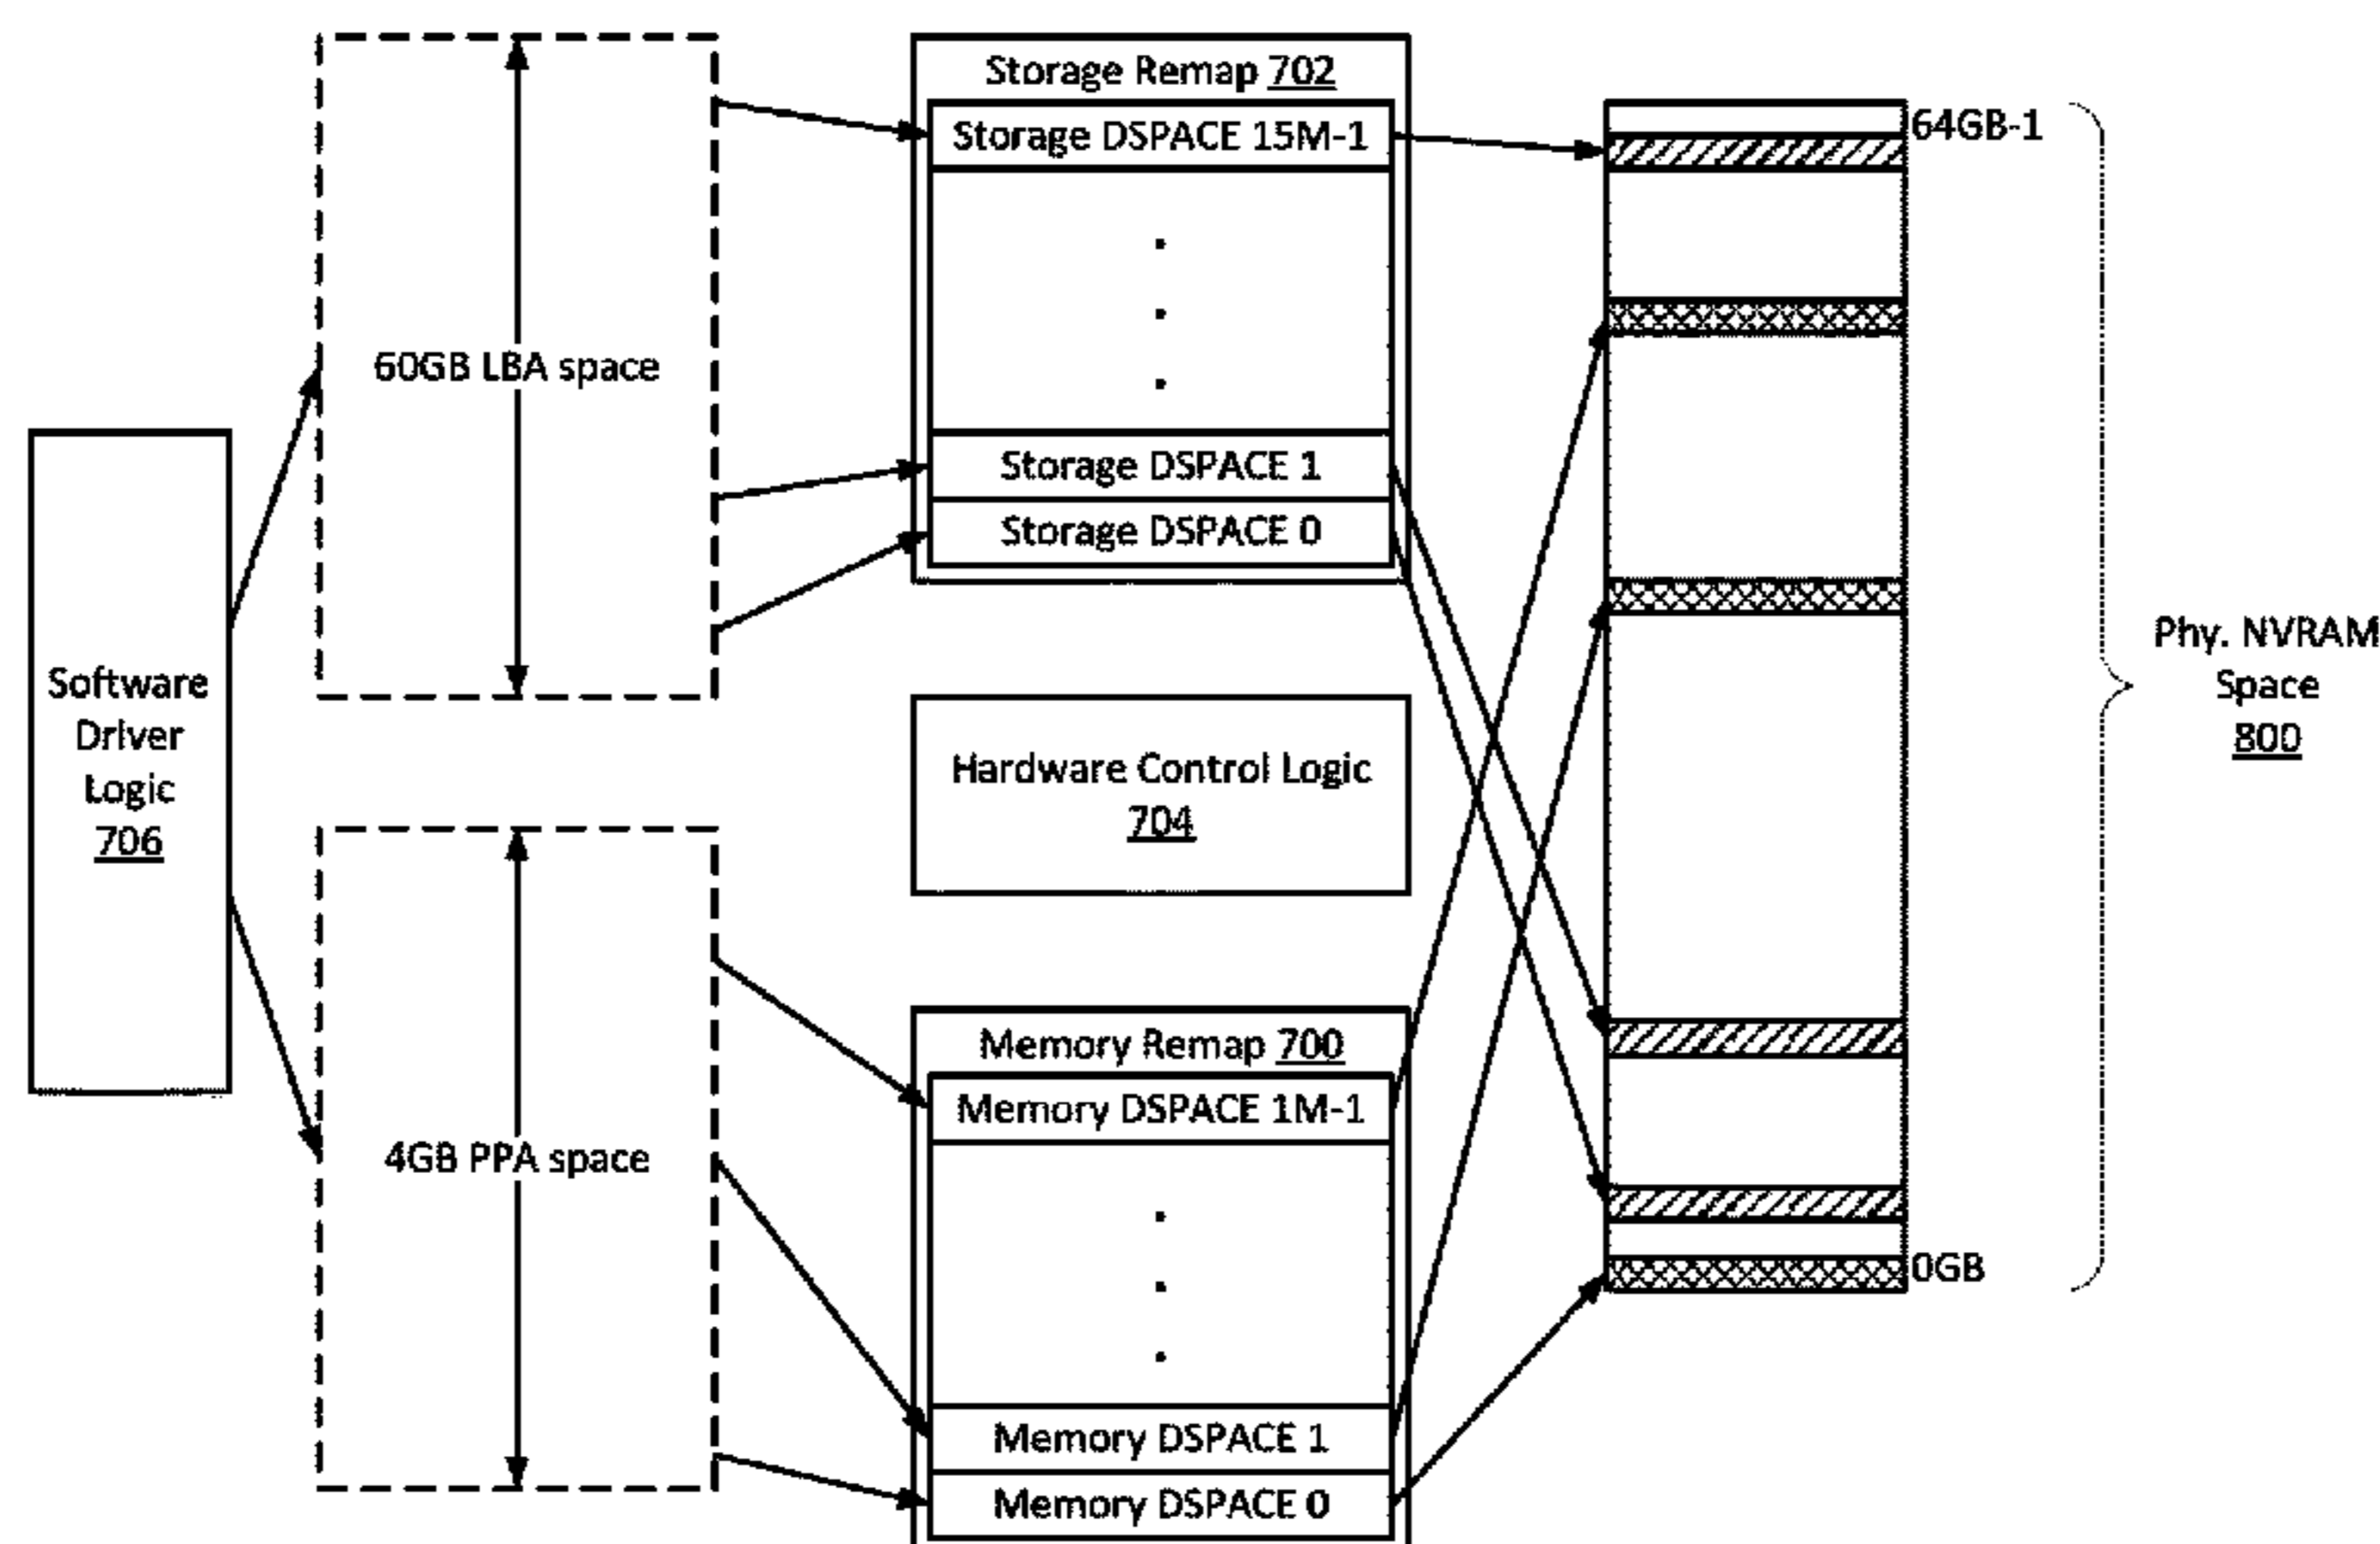 Software
Driver
Logic
706
60GB LBA space
4GB PPA space
Storage Remap 702
Storage DSPACE 15M-1
Storage DSPACE 1
Storage DSPACE 0
Hardware Control Logic
704
Memory Remap 700
Memory DSPACE 1M-1
Memory DSPACE 1
Memory DSPACE 0
64GB-1
0GB
Phy. NVRAM
Space
800